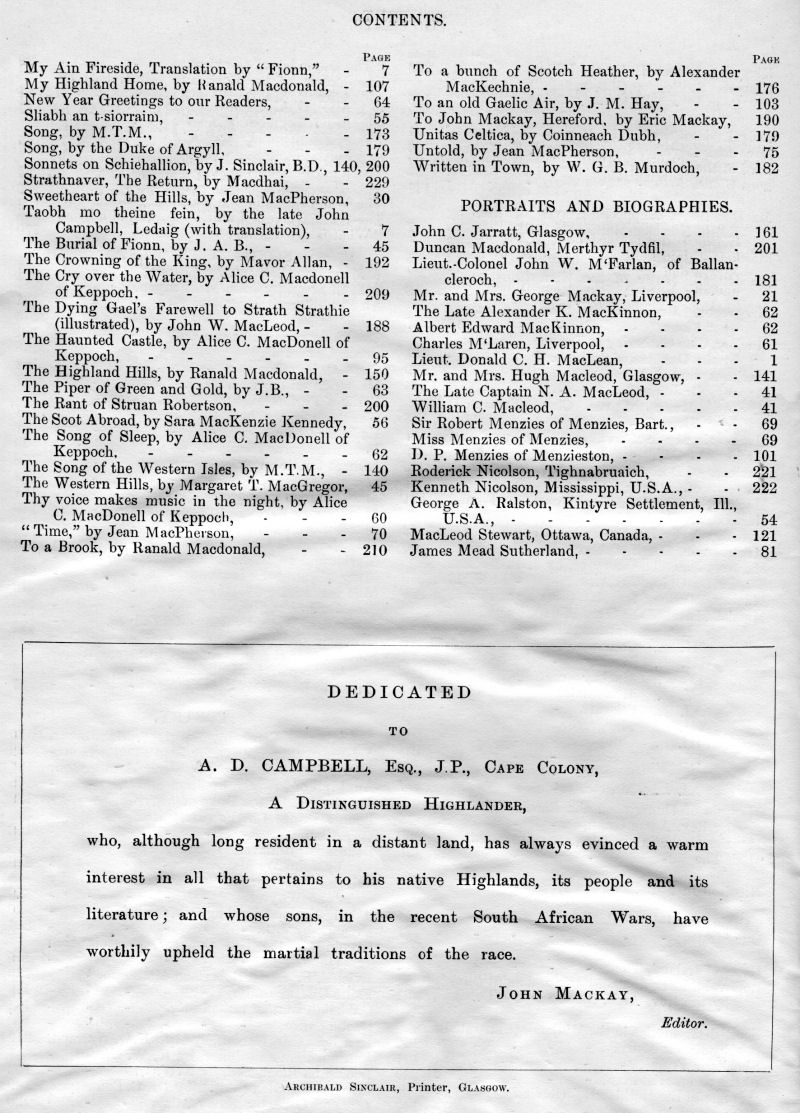 CONTENTS.
PAGE
My Ain Fireside, Translation by "Fionn," - 7
My Highland Home, by Ranald Macdonald, - 107
New Year Greetings to our Readers, - - 64
Sliabh an t-siorraim, - - - - - 55
Song, by M.T.M., - - - - - 173
Song, by the Duke of Argyll, - - - 179
Sonnets on Schiehallion, by J. Sinclair, B.D., 140, 200
Strathnaver, The Return, by Macdhai, - - 229
Sweetheart of the Hills, by Jean MacPherson, 30
Taobh mo theine fein, by the late John
Campbell, Ledaig (with translation), - 7
The Burial of Fionn, by J. A. B., - - - 45
The Crowning of the King, by Mavor Allan, - 192
The Cry over the Water, by Alice C. Macdonell
of Keppoch, - - - - - - 209
The Dying Gael's Farewell to Strath Strathie
(illustrated), by John W. MacLeod, - - 188
The Haunted Castle, by Alice C. MacDonell of
Keppoch, - - - - - - 95
The Highland Hills, by Ranald Macdonald, - 150
The Piper of Green and Gold, by J.B., - - 63
The Rant of Struan Robertson, - - - 200
The Scot Abroad, by Sara MacKenzie Kennedy, 56
The Song of Sleep, by Alice C. MacDonell of
Keppoch, - - - - - - 62
The Song of the Western Isles, by M.T.M., - 140
The Western Hills, by Margaret T. MacGregor, 45
Thy voice makes music in the night, by Alice
C. MacDonell of Keppoch, - - - 60
"Time," by Jean MacPherson, - - - 70
To a Brook, by Ranald Macdonald, - - 210
PAGE
To a bunch of Scotch Heather, by Alexander
MacKechnie, - - - - - - 176
To an old Gaelic Air, by J. M. Hay, - - 103
To John Mackay, Hereford, by Eric Mackay, 190
Unitas Celtica, by Coinneach Dubh, - - 179
Untold, by Jean MacPherson, - - - 75
Written in Town, by W. G. B. Murdoch, - 182
PORTRAITS AND BIOGRAPHIES.
John C. Jarratt, Glasgow, - - - - 161
Duncan Macdonald, Merthyr Tydfil, - - 201
Lieut.-Colonel John W. M'Farlan, of Ballan-
cleroch, - - - - - - 181
Mr. and Mrs. George Mackay, Liverpool, - 21
The Late Alexander K. MacKinnon, - - 62
Albert Edward MacKinnon, - - - - 62
Charles M'Laren, Liverpool, - - - - 61
Lieut. Donald C. H. MacLean, - - - 1
Mr. and Mrs. Hugh Macleod, Glasgow, - - 141
The Late Captain N. A. MacLeod, - - - 41
William C. Macleod, - - - - - 41
Sir Robert Menzies of Menzies, Bart., - - - 69
Miss Menzies of Menzies, - - - - 69
D. P. Menzies of Menzieston, - - - - 101
Roderick Nicolson, Tighnabruaich, - - 221
Kenneth Nicolson, Mississippi, U.S.A., - - 222
George A. Ralston, Kintyre Settlement, Ill.,
U.S.A., - - - - - - - 54
MacLeod Stewart, Ottawa, Canada, - - - 121
James Mead Sutherland, - - - - - 81
DEDICATED
TO
A. D. CAMPBELL, ESQ., J.P., CAPE COLONY,
A DISTINGUISHED HIGHLANDER,
who, although long resident in a distant land, has always evinced a warm
interest in all that pertains to his native Highlands, its people and its
literature; and whose sons, in the recent South African Wars, have
worthily upheld the martial traditions of the race.
JOHN MACKAY,
Editor.
ARCHIBALD SINCLAIR, Printer, GLASGOW.